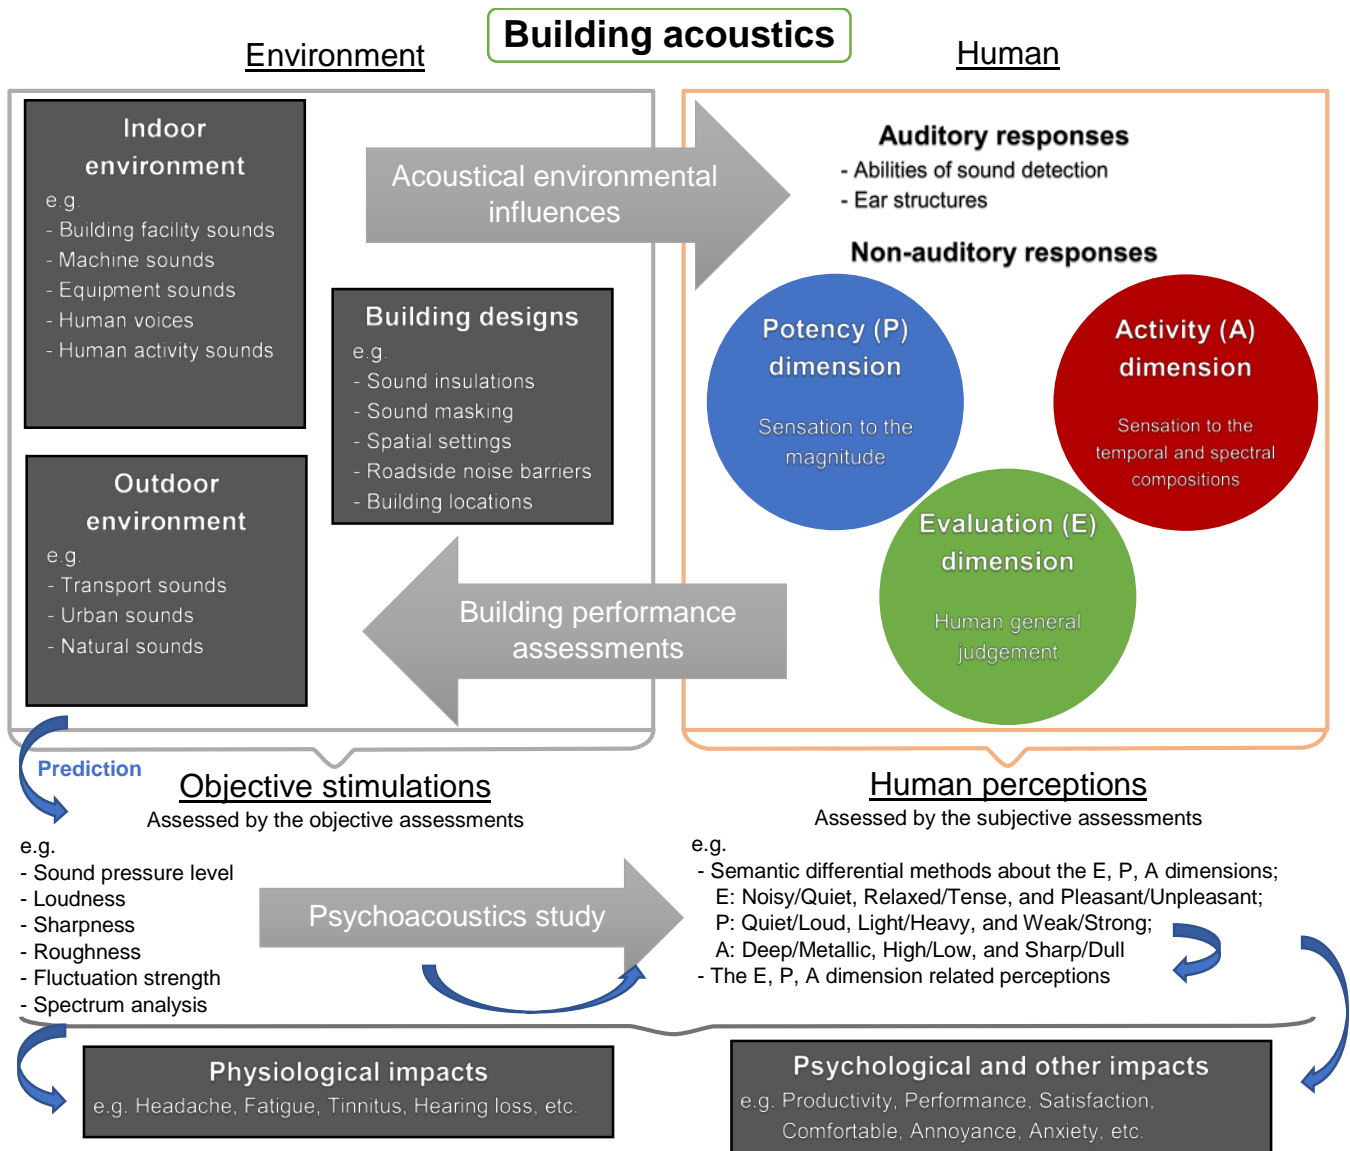 Building acoustics
Environment
Human
Indoor
environment
e.g.
- Building facility sounds
- Machine sounds
- Equipment sounds
- Human voices
- Human activity sounds
Acoustical environmental
influences
Building designs
e.g.
- Sound insulations
- Sound masking
- Spatial settings
- Roadside noise barriers
- Building locations
Outdoor
environment
e.g.
- Transport sounds
- Urban sounds
- Natural sounds
Building performance
assessments
Auditory responses
- Abilities of sound detection
- Ear structures
Non-auditory responses
Potency (P)
dimension
Sensation to the
magnitude
Activity (A)
dimension
Sensation to the
temporal and spectral
compositions
Evaluation (E)
dimension
Human general
judgement
Prediction
Objective stimulations
Assessed by the objective assessments
e.g.
- Sound pressure level
- Loudness
- Sharpness
- Roughness
- Fluctuation strength
- Spectrum analysis
Psychoacoustics study
Human perceptions
Assessed by the subjective assessments
e.g.
- Semantic differential methods about the E, P, A dimensions;
E: Noisy/Quiet, Relaxed/Tense, and Pleasant/Unpleasant;
P: Quiet/Loud, Light/Heavy, and Weak/Strong;
A: Deep/Metallic, High/Low, and Sharp/Dull
- The E, P, A dimension related perceptions
Physiological impacts
e.g. Headache, Fatigue, Tinnitus, Hearing loss, etc.
Psychological and other impacts
e.g. Productivity, Performance, Satisfaction,
Comfortable, Annoyance, Anxiety, etc.